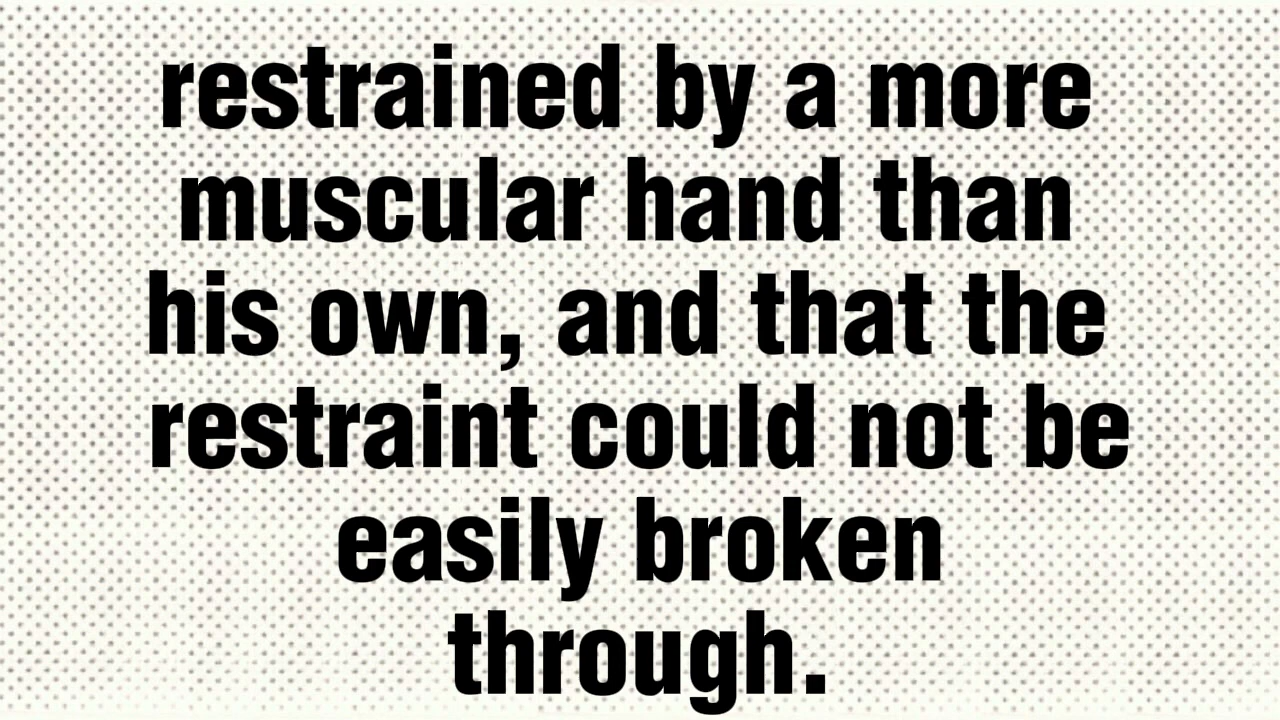 restrained by a more
muscular hand than
his own, and that the
restraint could not be
easily broken
through.